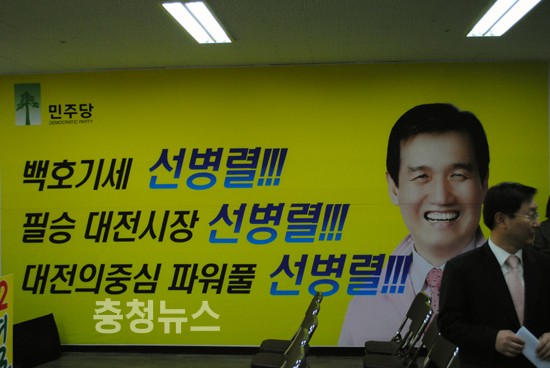 민주당
DEMOCRATIC PARTY
백호기세 선병렬!!!
필승 대전시장 선병렬!!!
대전의중심 파워풀 선병렬!!!
충청뉴스
2